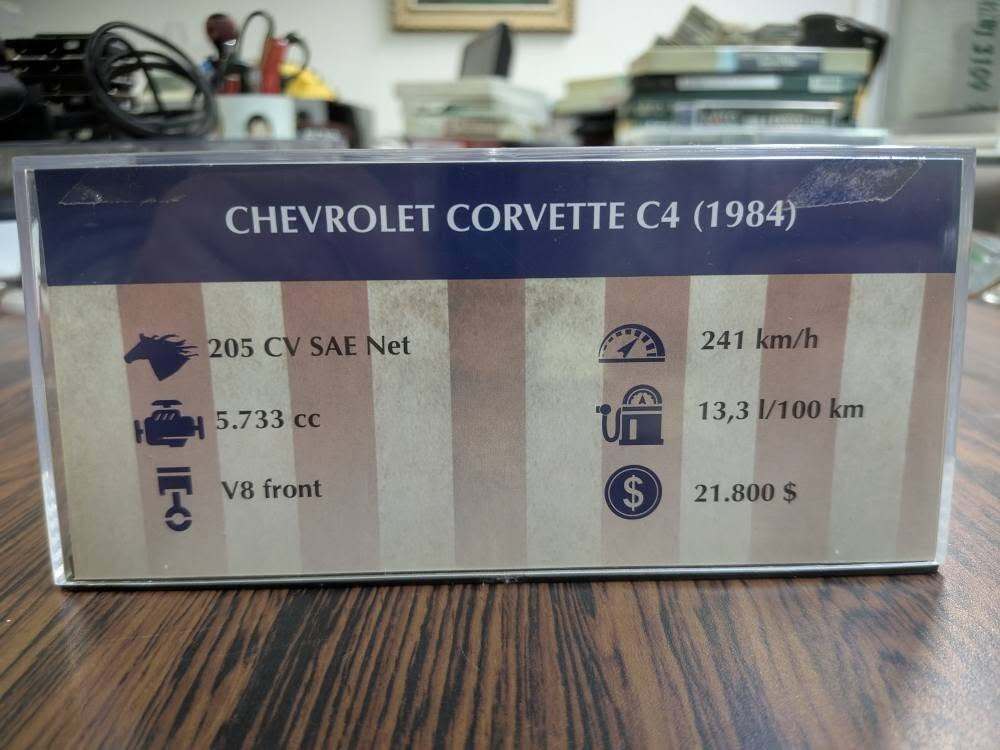 CHEVROLET CORVETTE C4 (1984)
205 CV SAE Net
241 km/h
5.733 cc
13,3 l/100 km
V8 front
$
21.800 $